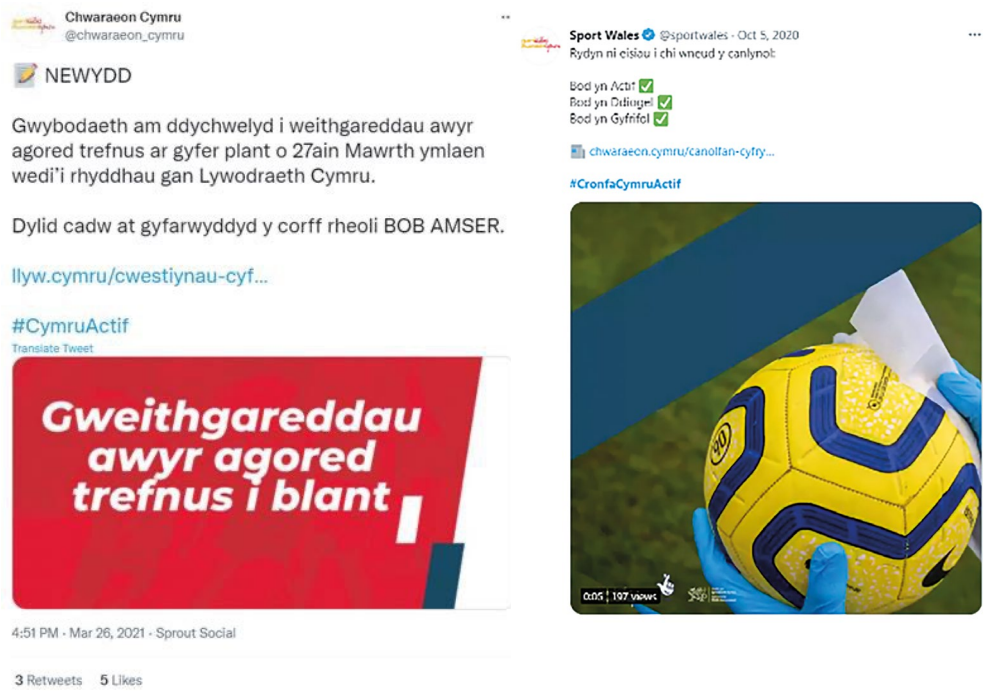 Chwaraeon Cymru
@chwaraeon_cymru
NEWYDD
Gwybodaeth am ddychwelyd i weithgareddau awyr
agored trefnus ar gyfer plant o 27ain Mawrth ymlaen
wedi'i rhyddhau gan Lywodraeth Cymru.
Dylid cadw at gyfarwyddyd y corff rheoli BOB AMSER.
llyw.cymru/cwestiynau-cyf...
#CymruActif
Translate Tweet
Gweithgareddau
awyr agored
trefnus i blant
4:51 PM · Mar 26, 2021 · Sprout Social
3 Retweets 5 Likes
Sport Wales @sportwales · Oct 5, 2020
Rydyn ni eisiau i chi wneud y canlynol:
Bod yn Actif ✅
Bod yn Ddiogel ✅
Bod yn Gyfrifol ✅
chwaraeon.cymru/canolfan-cyfry...
#CronfaCymruActif
90
0:05 197 views